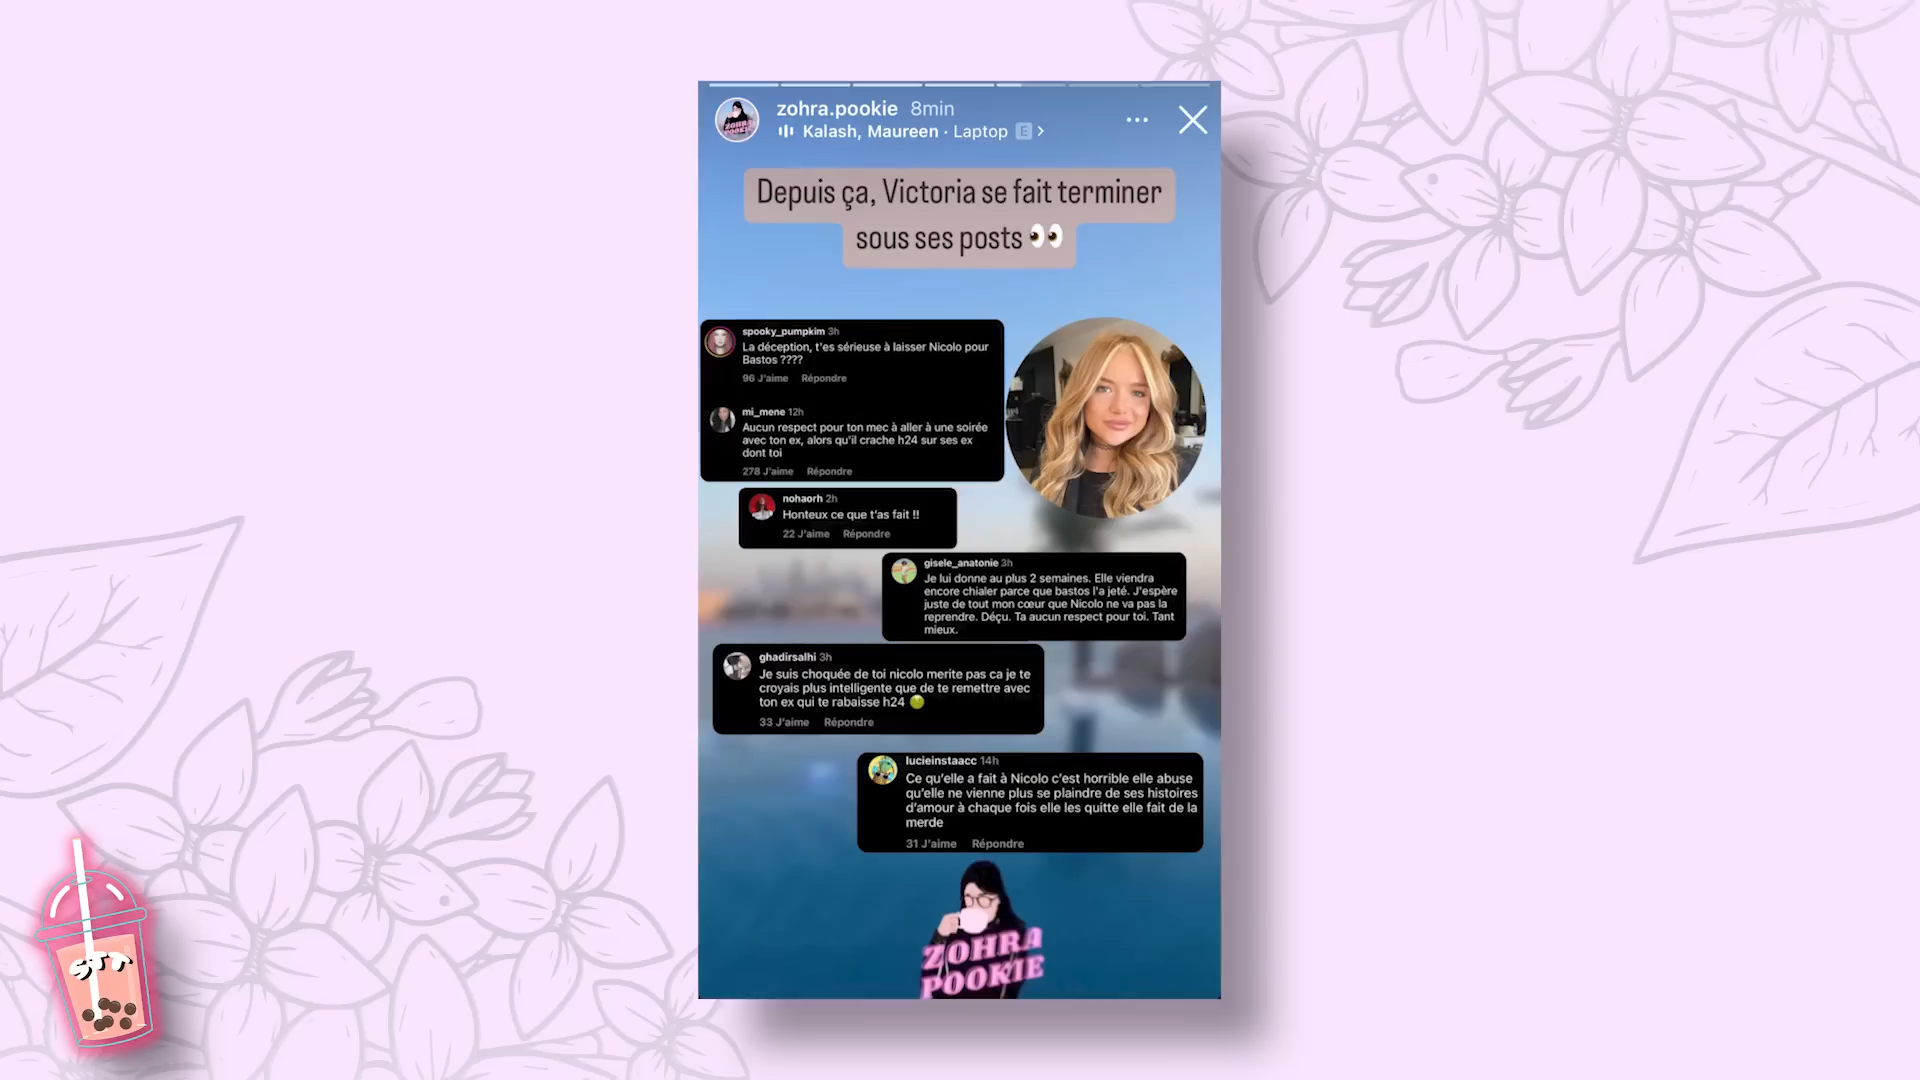 zohra.pookie 8min
Kalash, Maureen · Laptop E
Depuis ça, Victoria se fait terminer
sous ses posts 👀
spooky_pumpkim 3h
La déception, t'es sérieuse à laisser Nicolo pour
Bastos ????
96 J'aime Répondre
mi_mene 12h
Aucun respect pour ton mec à aller à une soirée
avec ton ex, alors qu'il crache h24 sur ses ex
dont toi
278 J'aime Répondre
nohaorh 2h
Honteux ce que t'as fait !!
22 J'aime Répondre
gisele_anatonie 3h
Je lui donne au plus 2 semaines. Elle viendra
encore chialer parce que bastos l'a jeté. J'espère
juste de tout mon cœur que Nicolo ne va pas la
reprendre. Déçu. Ta aucun respect pour toi. Tant
mieux.
ghadirsalhi 3h
Je suis choquée de toi nicolo merite pas ca je te
croyais plus intelligente que de te remettre avec
ton ex qui te rabaisse h24 🤢
33 J'aime Répondre
lucieinstaacc 14h
Ce qu'elle a fait à Nicolo c'est horrible elle abuse
qu'elle ne vienne plus se plaindre de ses histoires
d'amour à chaque fois elle les quitte elle fait de la
merde
31 J'aime Répondre
ZOHRA
POOKIE
STT